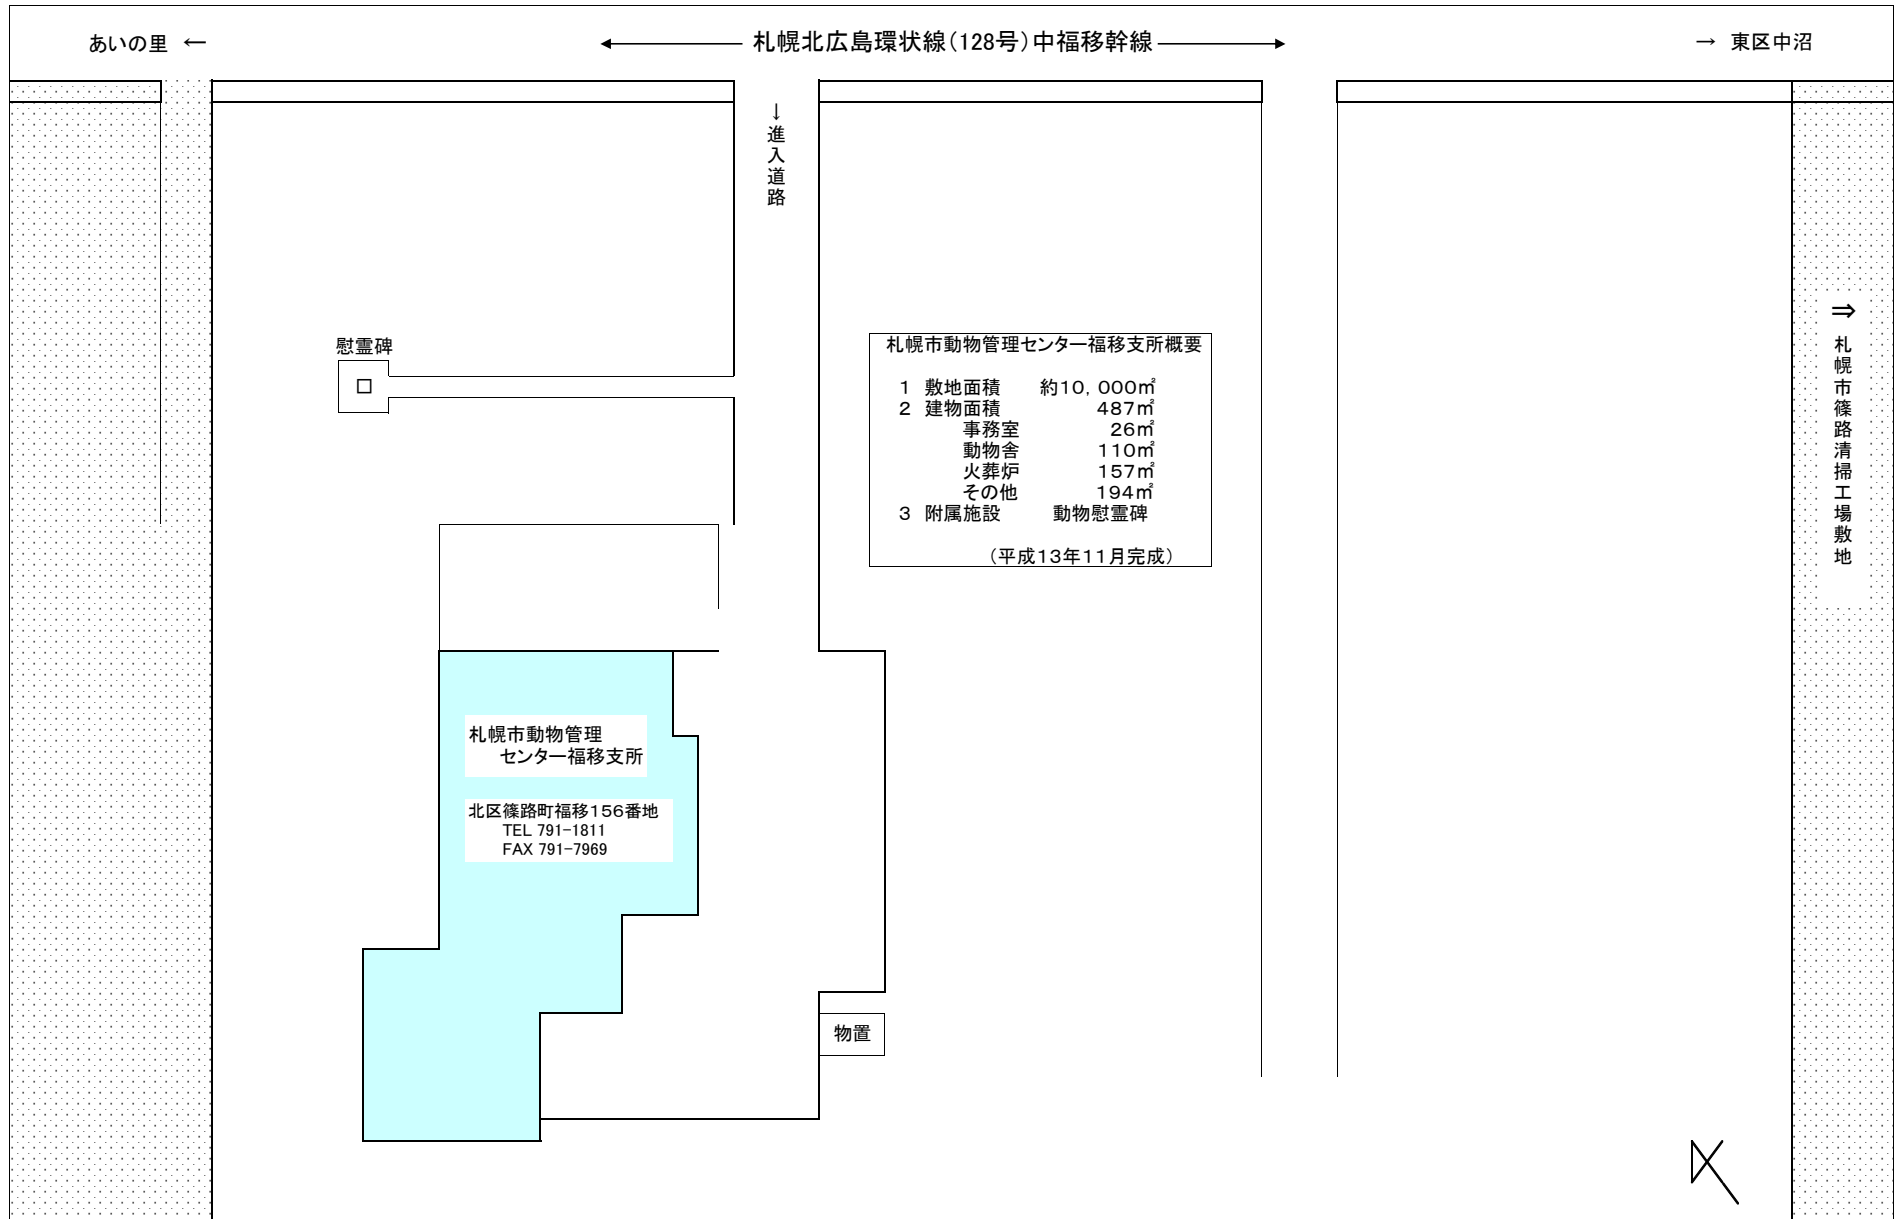 あいの里 ←
札幌北広島環状線(128号)中福移幹線
→ 東区中沼
↓進入道路
慰霊碑
札幌市動物管理センター福移支所概要
1 敷地面積 約10,000㎡
2 建物面積 487㎡
事務室 26㎡
動物舎 110㎡
火葬炉 157㎡
その他 194㎡
3 附属施設 動物慰霊碑
(平成13年11月完成)
⇒ 札幌市篠路清掃工場敷地
札幌市動物管理
センター福移支所
北区篠路町福移156番地
TEL 791-1811
FAX 791-7969
物置